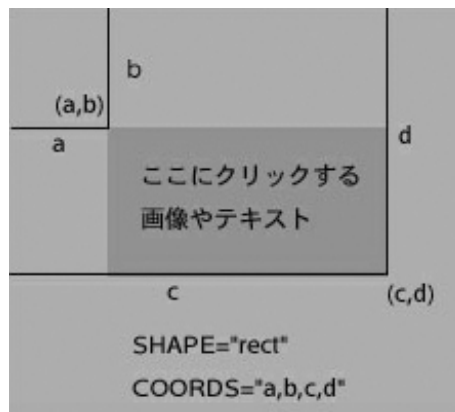 b
(a,b)
a
d
ここにクリックする
画像やテキスト
c
(c,d)
SHAPE="rect"
COORDS="a,b,c,d"